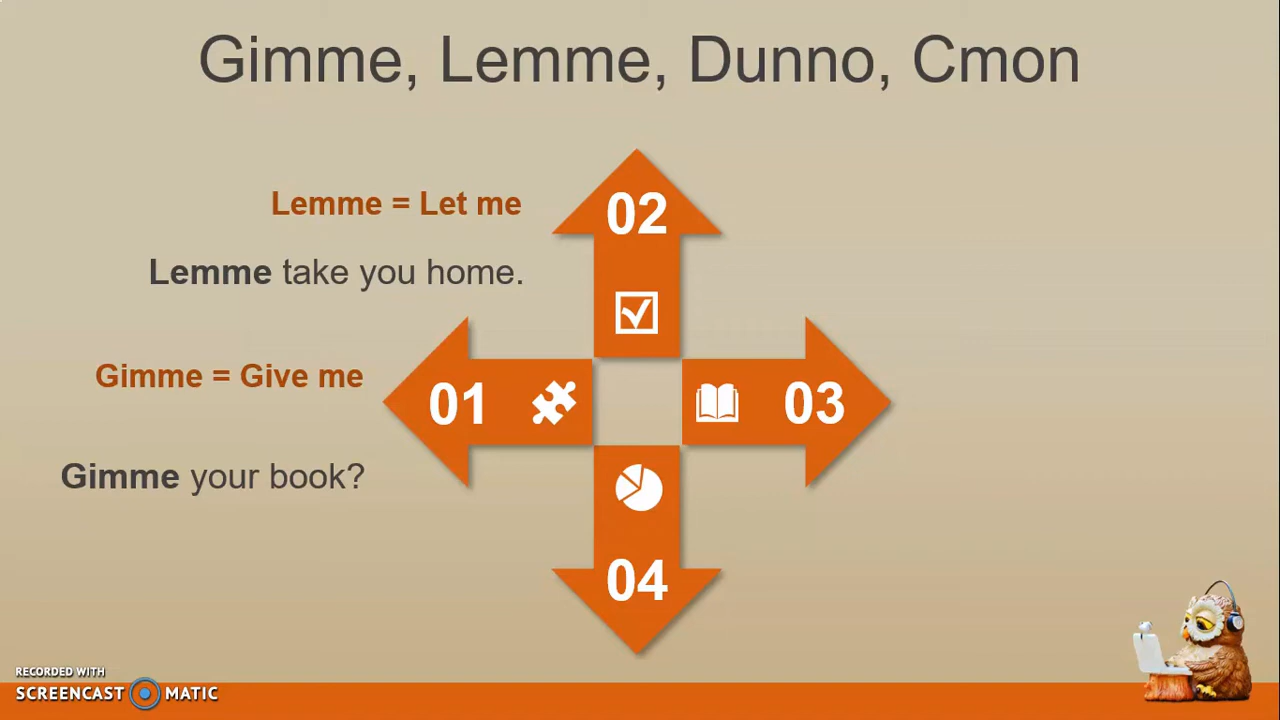 Gimme, Lemme, Dunno, Cmon
Lemme = Let me
02
Lemme take you home.
Gimme = Give me
01
03
Gimme your book?
04
RECORDED WITH
SCREENCAST MATIC